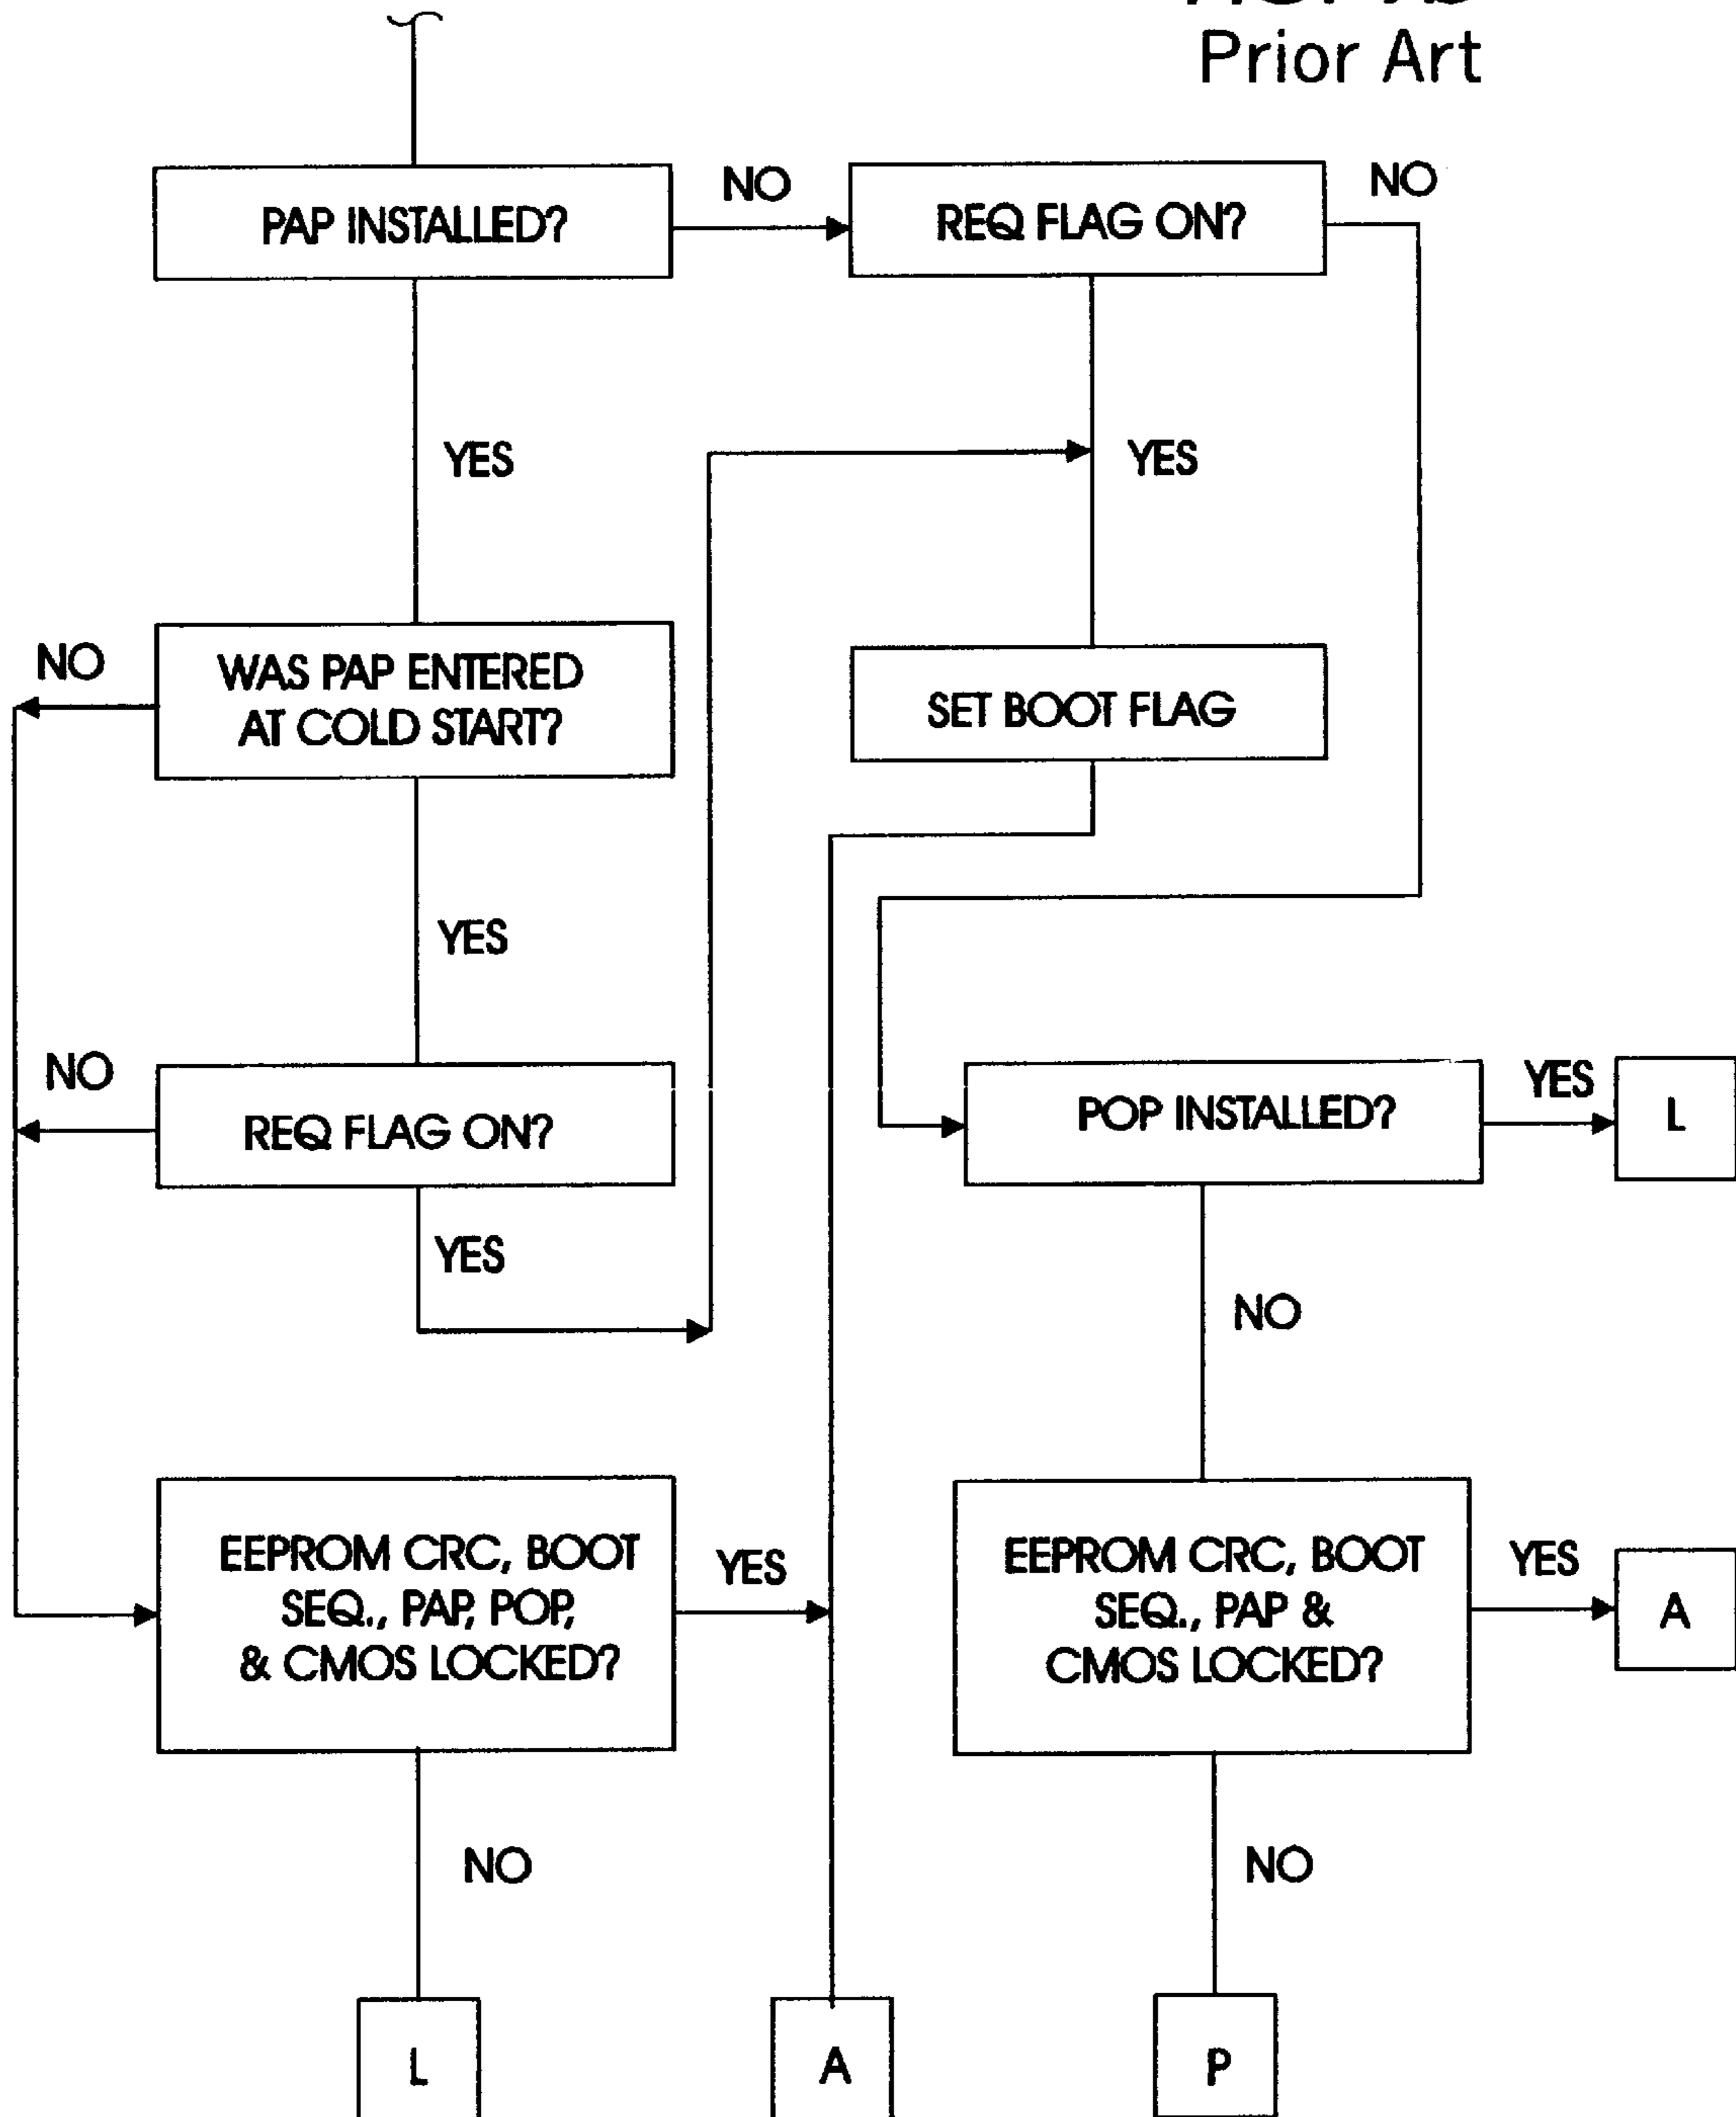 Prior Art
PAP INSTALLED?
NO
REQ FLAG ON?
NO
YES
YES
NO
WAS PAP ENTERED
AT COLD START?
SET BOOT FLAG
YES
NO
REQ FLAG ON?
POP INSTALLED?
YES
L
YES
NO
EEPROM CRC, BOOT
SEQ., PAP, POP,
& CMOS LOCKED?
YES
EEPROM CRC, BOOT
SEQ., PAP &
CMOS LOCKED?
YES
A
NO
NO
L
A
P